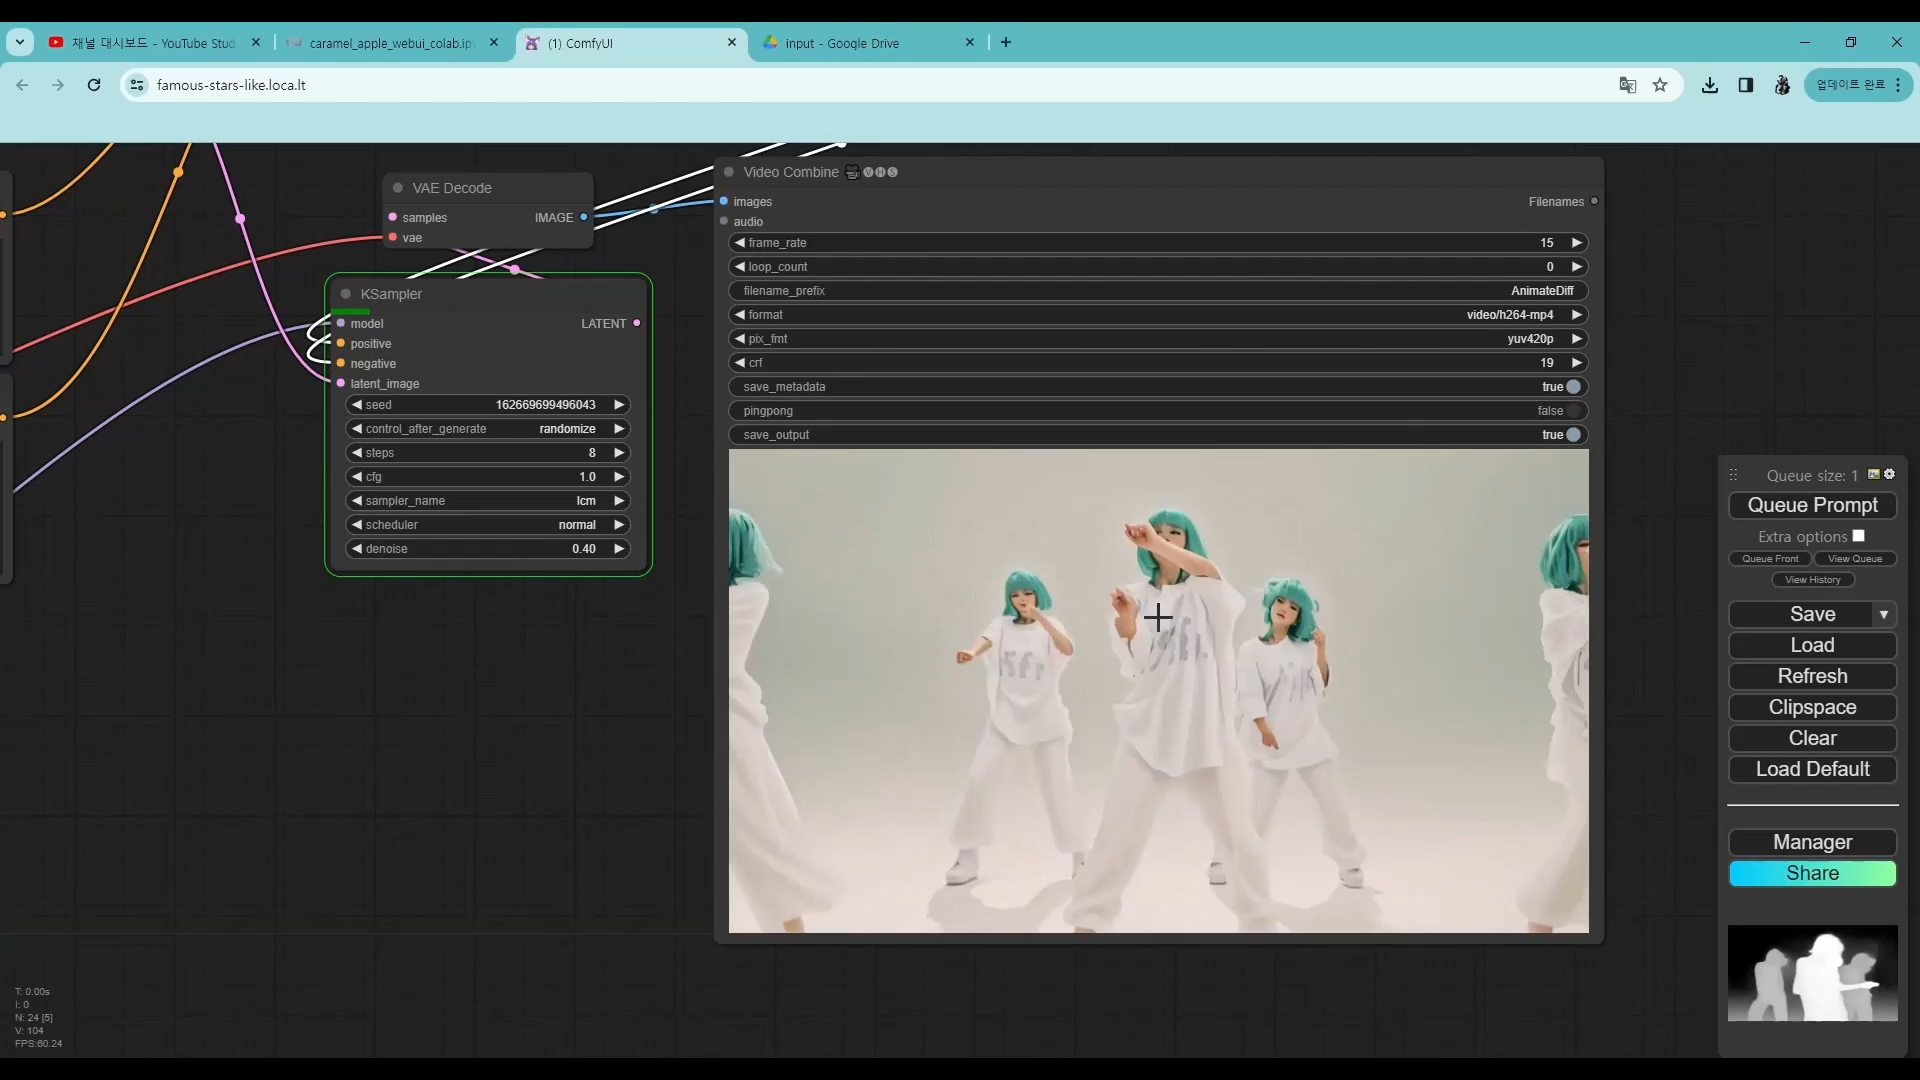 채널 대시보드 - YouTube Stud
caramel_apple_webui_colab.ip
(1) ComfyUI
input - Google Drive
famous-stars-like.loca.lt
업데이트 완료
VAE Decode
samples
IMAGE
vae
KSampler
model
LATENT
positive
negative
latent_image
seed 162669699496043
control_after_generate randomize
steps 8
cfg 1.0
sampler_name lcm
scheduler normal
denoise 0.40
Video Combine VHS
images
Filenames
audio
frame_rate 15
loop_count 0
filename_prefix AnimateDiff
format video/h264-mp4
pix_fmt yuv420p
crf 19
save_metadata true
pingpong false
save_output true
Queue size: 1
Queue Prompt
Extra options
Queue Front
View Queue
View History
Save
Load
Refresh
Clipspace
Clear
Load Default
Manager
Share
T: 0.00s
I: 0
N: 24 [5]
V: 104
FPS:60.24